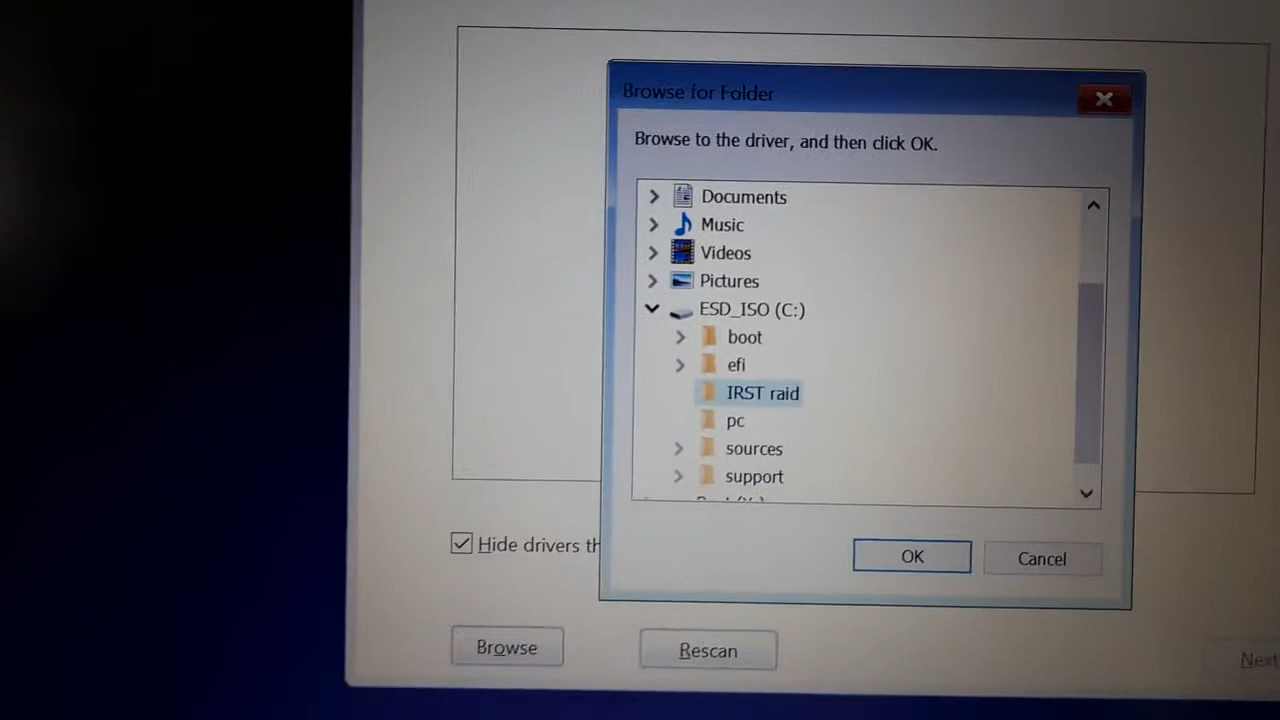 Browse for Folder
Browse to the driver, and then click OK.
Documents
Music
Videos
Pictures
ESD_ISO (C:)
boot
efi
IRST raid
pc
sources
support
OK
Cancel
Hide drivers th
Browse
Rescan
Next